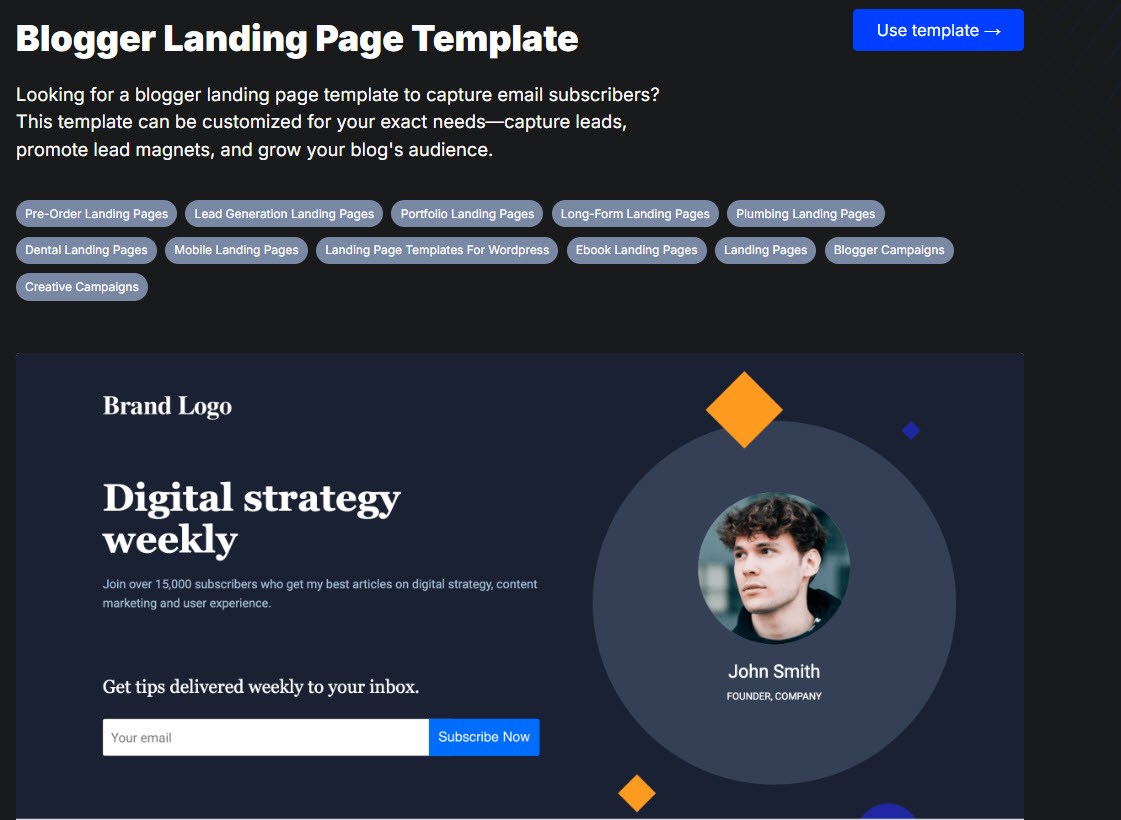 Blogger Landing Page Template
Use template →
Looking for a blogger landing page template to capture email subscribers?
This template can be customized for your exact needs—capture leads,
promote lead magnets, and grow your blog's audience.
Pre-Order Landing Pages
Lead Generation Landing Pages
Portfolio Landing Pages
Long-Form Landing Pages
Plumbing Landing Pages
Dental Landing Pages
Mobile Landing Pages
Landing Page Templates For Wordpress
Ebook Landing Pages
Landing Pages
Blogger Campaigns
Creative Campaigns
Brand Logo
Digital strategy
weekly
Join over 15,000 subscribers who get my best articles on digital strategy, content
marketing and user experience.
Get tips delivered weekly to your inbox.
Your email
Subscribe Now
John Smith
FOUNDER, COMPANY